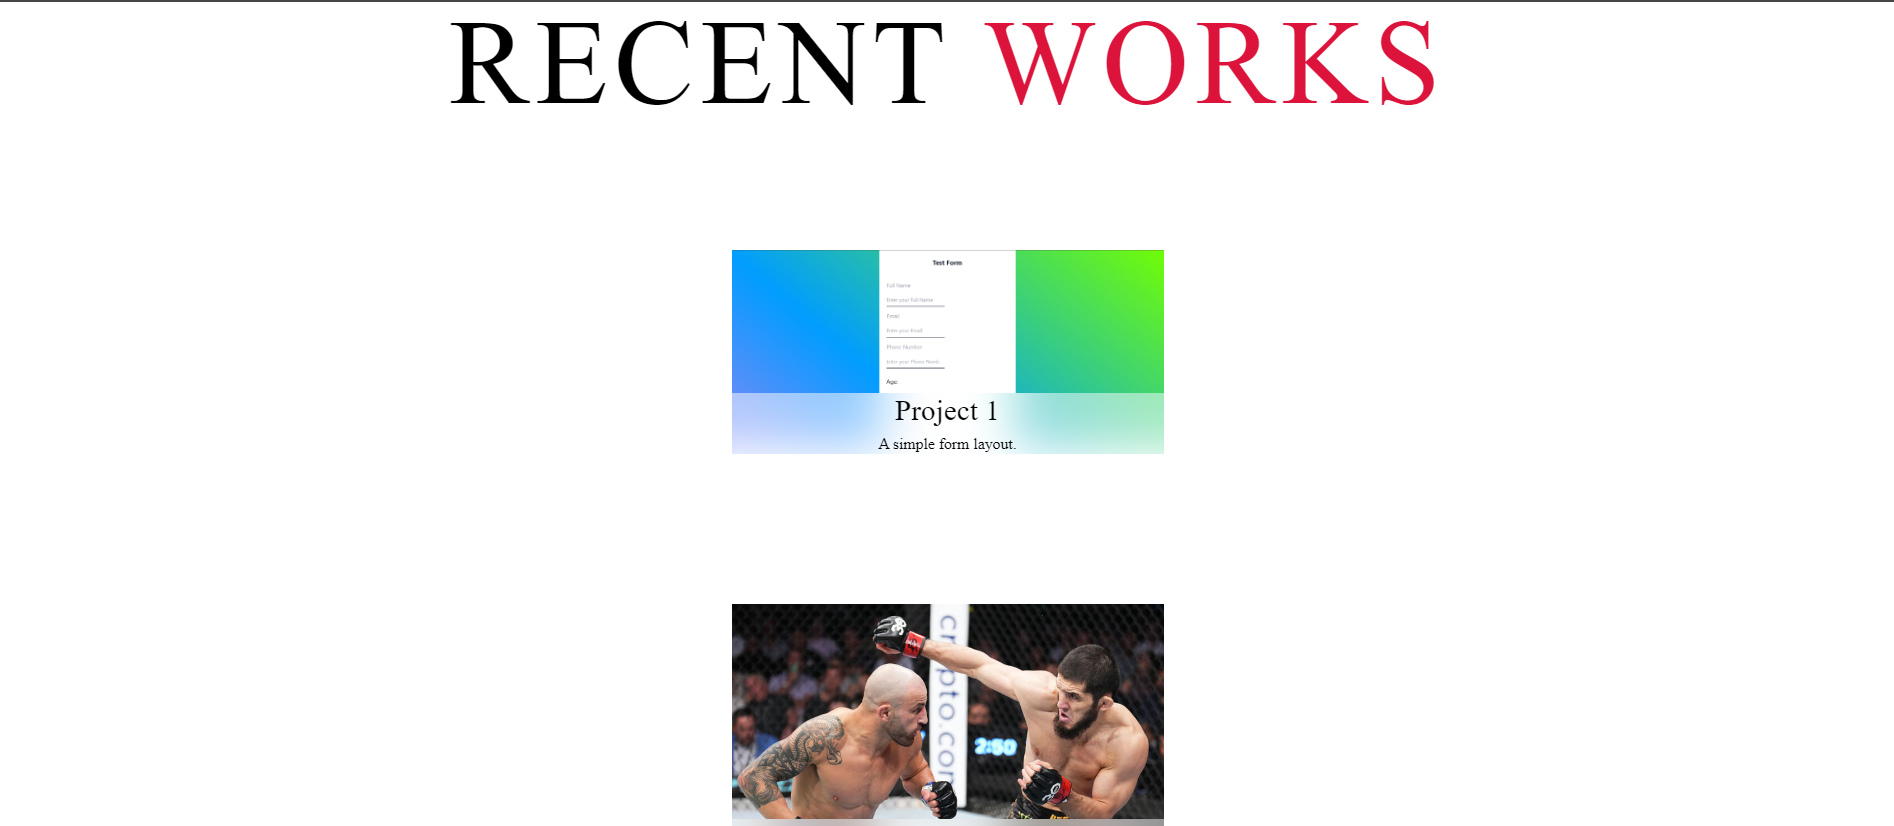 RECENT WORKS
Test Form
Full Name
Enter your Full Name
Email
Enter your Email
Phone Number
Enter your Phone Numb
Age:
Project 1
A simple form layout.
crypto.com
2:50